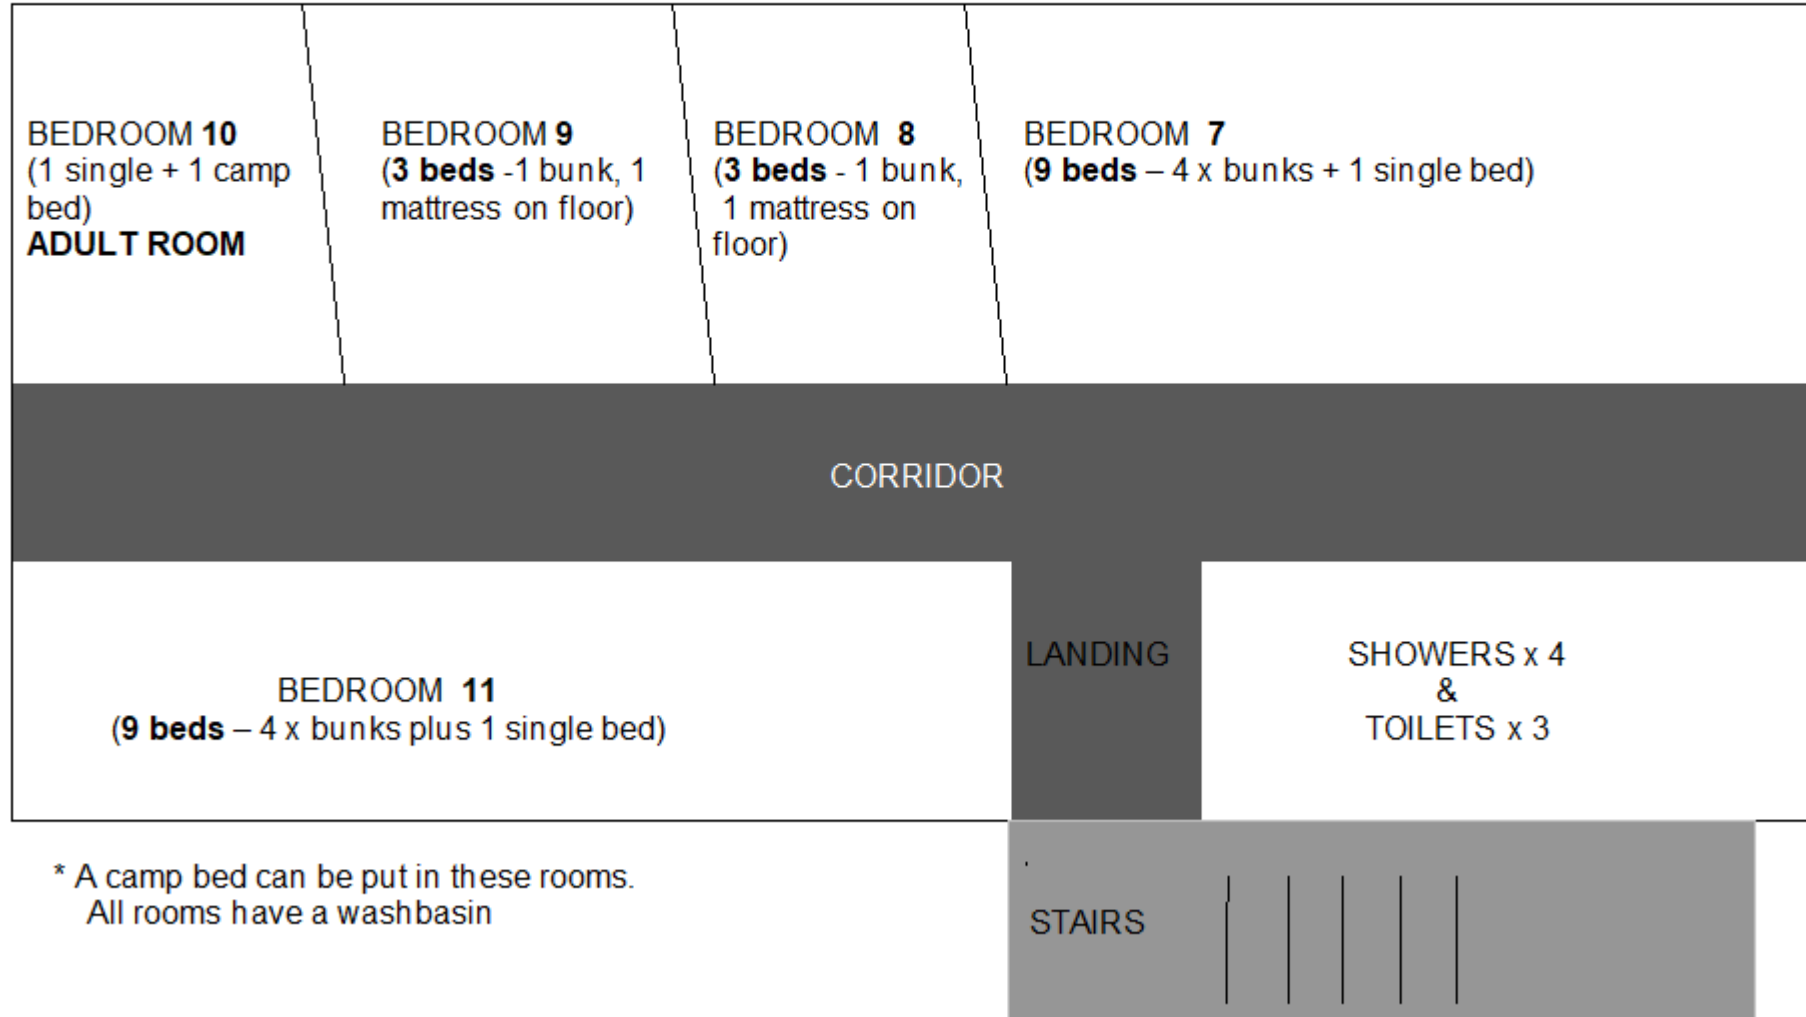 BEDROOM 10
(1 single + 1 camp
bed)
ADULT ROOM
BEDROOM 9
(3 beds -1 bunk, 1
mattress on floor)
BEDROOM 8
(3 beds - 1 bunk,
1 mattress on
floor)
BEDROOM 7
(9 beds – 4 x bunks + 1 single bed)
CORRIDOR
BEDROOM 11
(9 beds – 4 x bunks plus 1 single bed)
LANDING
SHOWERS x 4
&
TOILETS x 3
* A camp bed can be put in these rooms.
All rooms have a washbasin
.
STAIRS